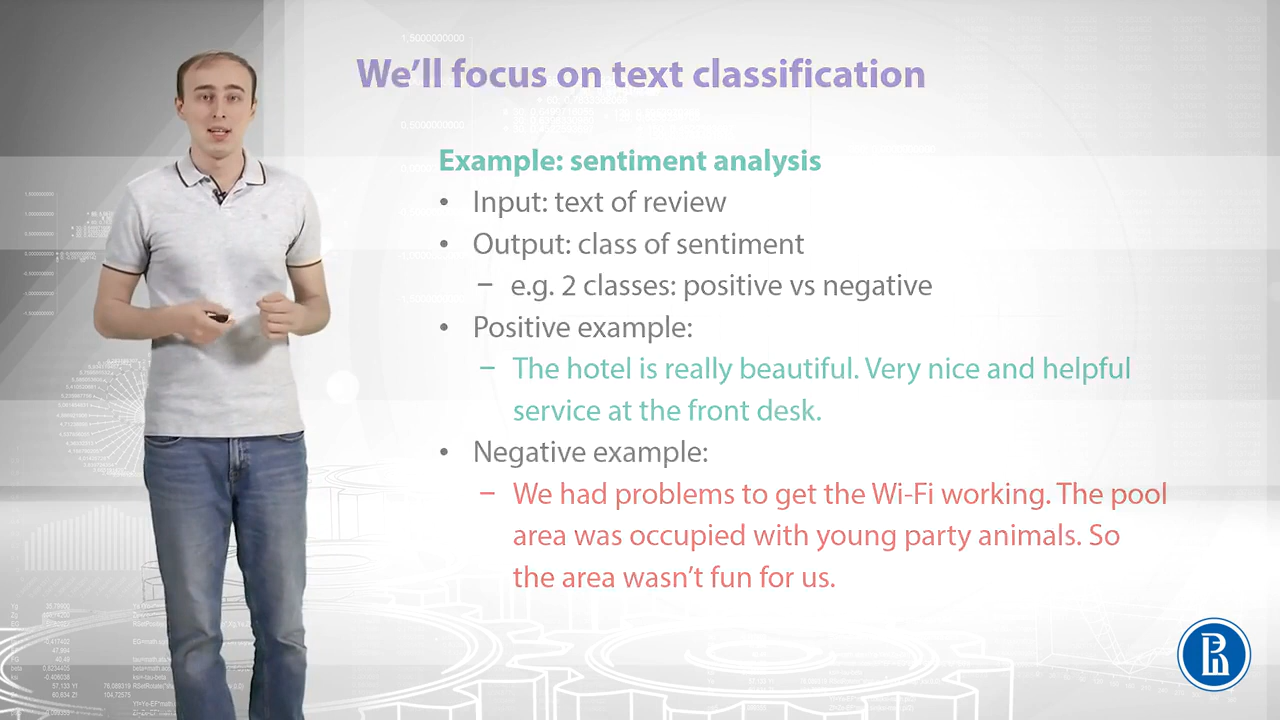 We'll focus on text classification
Example: sentiment analysis
• Input: text of review
• Output: class of sentiment
– e.g. 2 classes: positive vs negative
• Positive example:
– The hotel is really beautiful. Very nice and helpful
service at the front desk.
• Negative example:
– We had problems to get the Wi-Fi working. The pool
area was occupied with young party animals. So
the area wasn't fun for us.